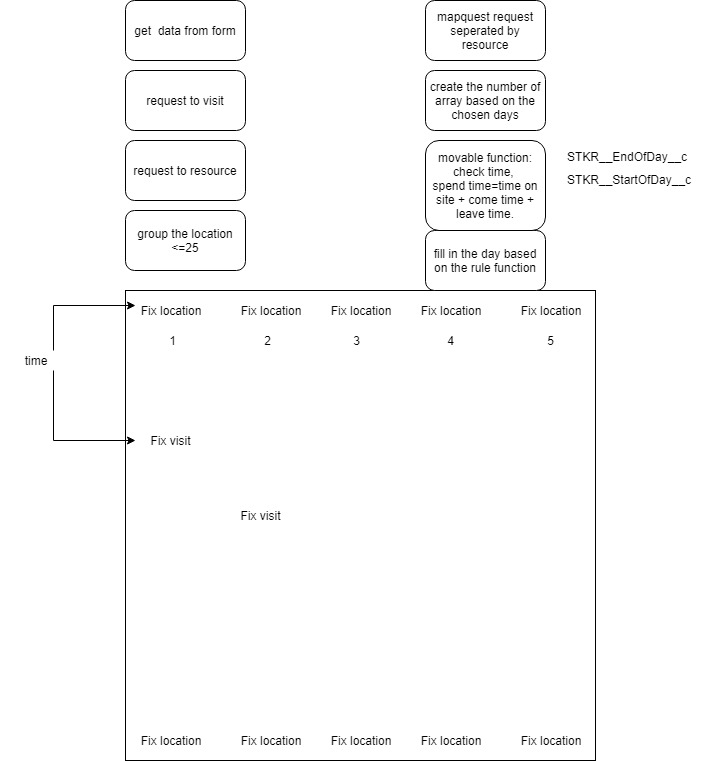 get  data from form
request to visit
request to resource
group the location
<=25
mapquest request
seperated by
resource
create the number of
array based on the
chosen days
movable function:
check time,
spend time=time on
site + come time +
leave time.
STKR__EndOfDay__c
STKR__StartOfDay__c
fill in the day based
on the rule function
Fix location Fix location Fix location Fix location Fix location
1 2 3 4 5
time
Fix visit
Fix visit
Fix location Fix location Fix location Fix location Fix location